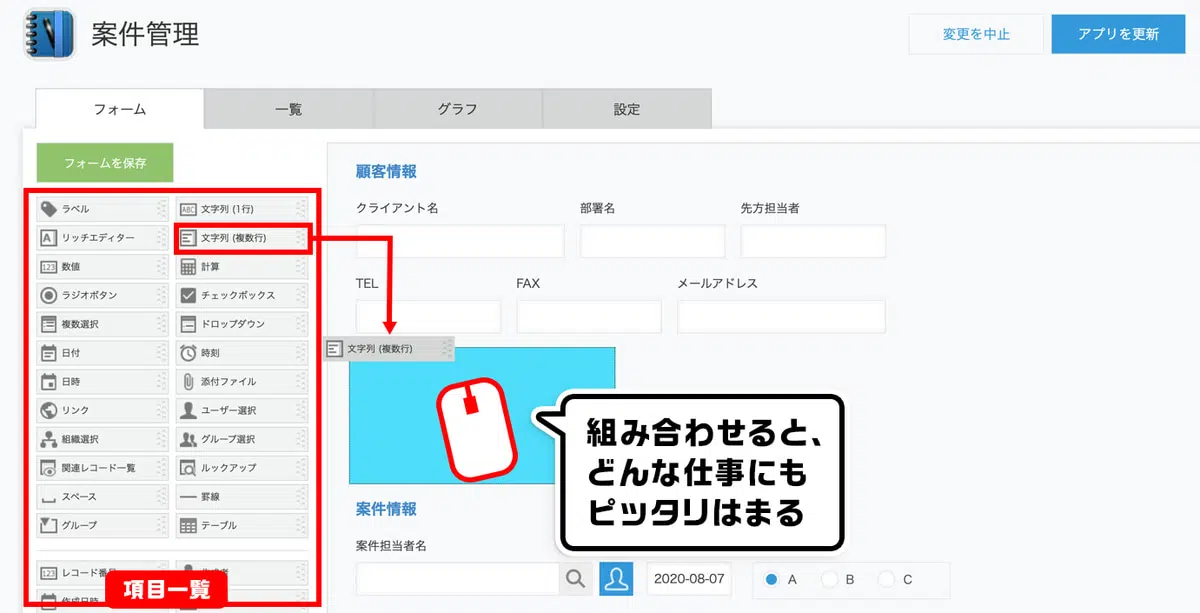 案件管理
変更を中止
アプリを更新
フォーム
一覧
グラフ
設定
フォームを保存
ラベル
ABC 文字列 (1行)
A リッチエディター
文字列 (複数行)
123 数値
計算
ラジオボタン
チェックボックス
複数選択
ドロップダウン
日付
時刻
日時
添付ファイル
リンク
ユーザー選択
組織選択
グループ選択
関連レコード一覧
ルックアップ
スペース
罫線
グループ
テーブル
123 レコード番号
項目一覧
顧客情報
クライアント名
部署名
先方担当者
TEL
FAX
メールアドレス
文字列 (複数行)
組み合わせると、
どんな仕事にも
ピッタリはまる
案件情報
案件担当者名
2020-08-07
A
B
C